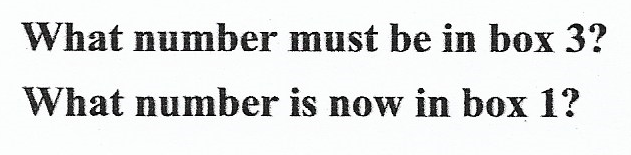 What number must be in box 3?
What number is now in box 1?